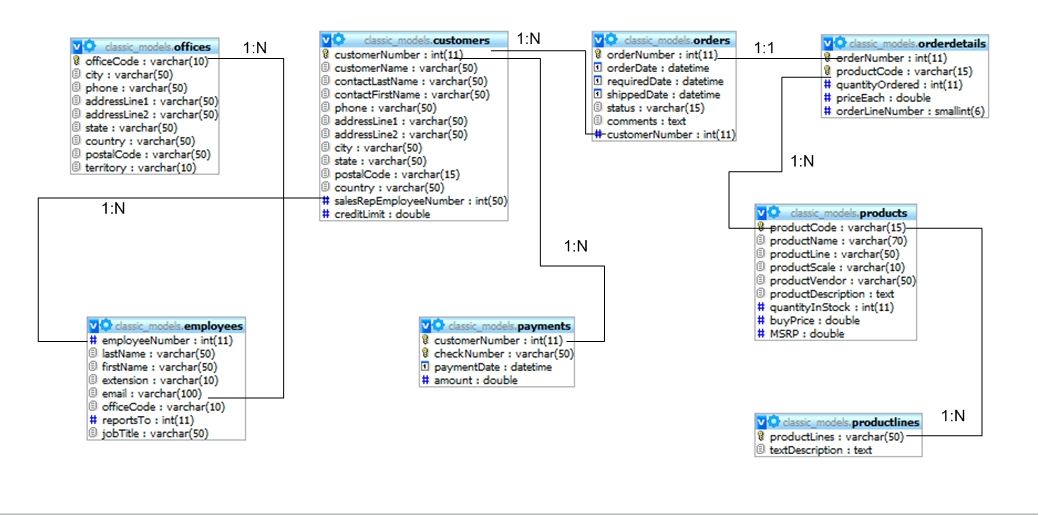 classic_models.offices
officeCode : varchar(10)
city : varchar(50)
phone : varchar(50)
addressLine1 : varchar(50)
addressLine2 : varchar(50)
state : varchar(50)
country : varchar(50)
postalCode : varchar(50)
territory : varchar(10)
1:N
classic_models.customers
customerNumber : int(11)
customerName : varchar(50)
contactLastName : varchar(50)
contactFirstName : varchar(50)
phone : varchar(50)
addressLine1 : varchar(50)
addressLine2 : varchar(50)
city : varchar(50)
state : varchar(50)
postalCode : varchar(15)
country : varchar(50)
salesRepEmployeeNumber : int(50)
creditLimit : double
1:N
classic_models.orders
orderNumber : int(11)
orderDate : datetime
requiredDate : datetime
shippedDate : datetime
status : varchar(15)
comments : text
customerNumber : int(11)
1:1
classic_models.orderdetails
orderNumber : int(11)
productCode : varchar(15)
quantityOrdered : int(11)
priceEach : double
orderLineNumber : smallint(6)
1:N
1:N
1:N
classic_models.products
productCode : varchar(15)
productName : varchar(70)
productLine : varchar(50)
productScale : varchar(10)
productVendor : varchar(50)
productDescription : text
quantityInStock : int(11)
buyPrice : double
MSRP : double
classic_models.employees
employeeNumber : int(11)
lastName : varchar(50)
firstName : varchar(50)
extension : varchar(10)
email : varchar(100)
officeCode : varchar(10)
reportsTo : int(11)
jobTitle : varchar(50)
classic_models.payments
customerNumber : int(11)
checkNumber : varchar(50)
paymentDate : datetime
amount : double
1:N
classic_models.productlines
productLines : varchar(50)
textDescription : text